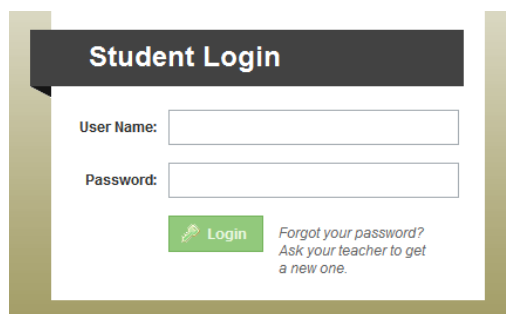 Student Login
User Name:
Password:
Login
Forgot your password?
Ask your teacher to get
a new one.